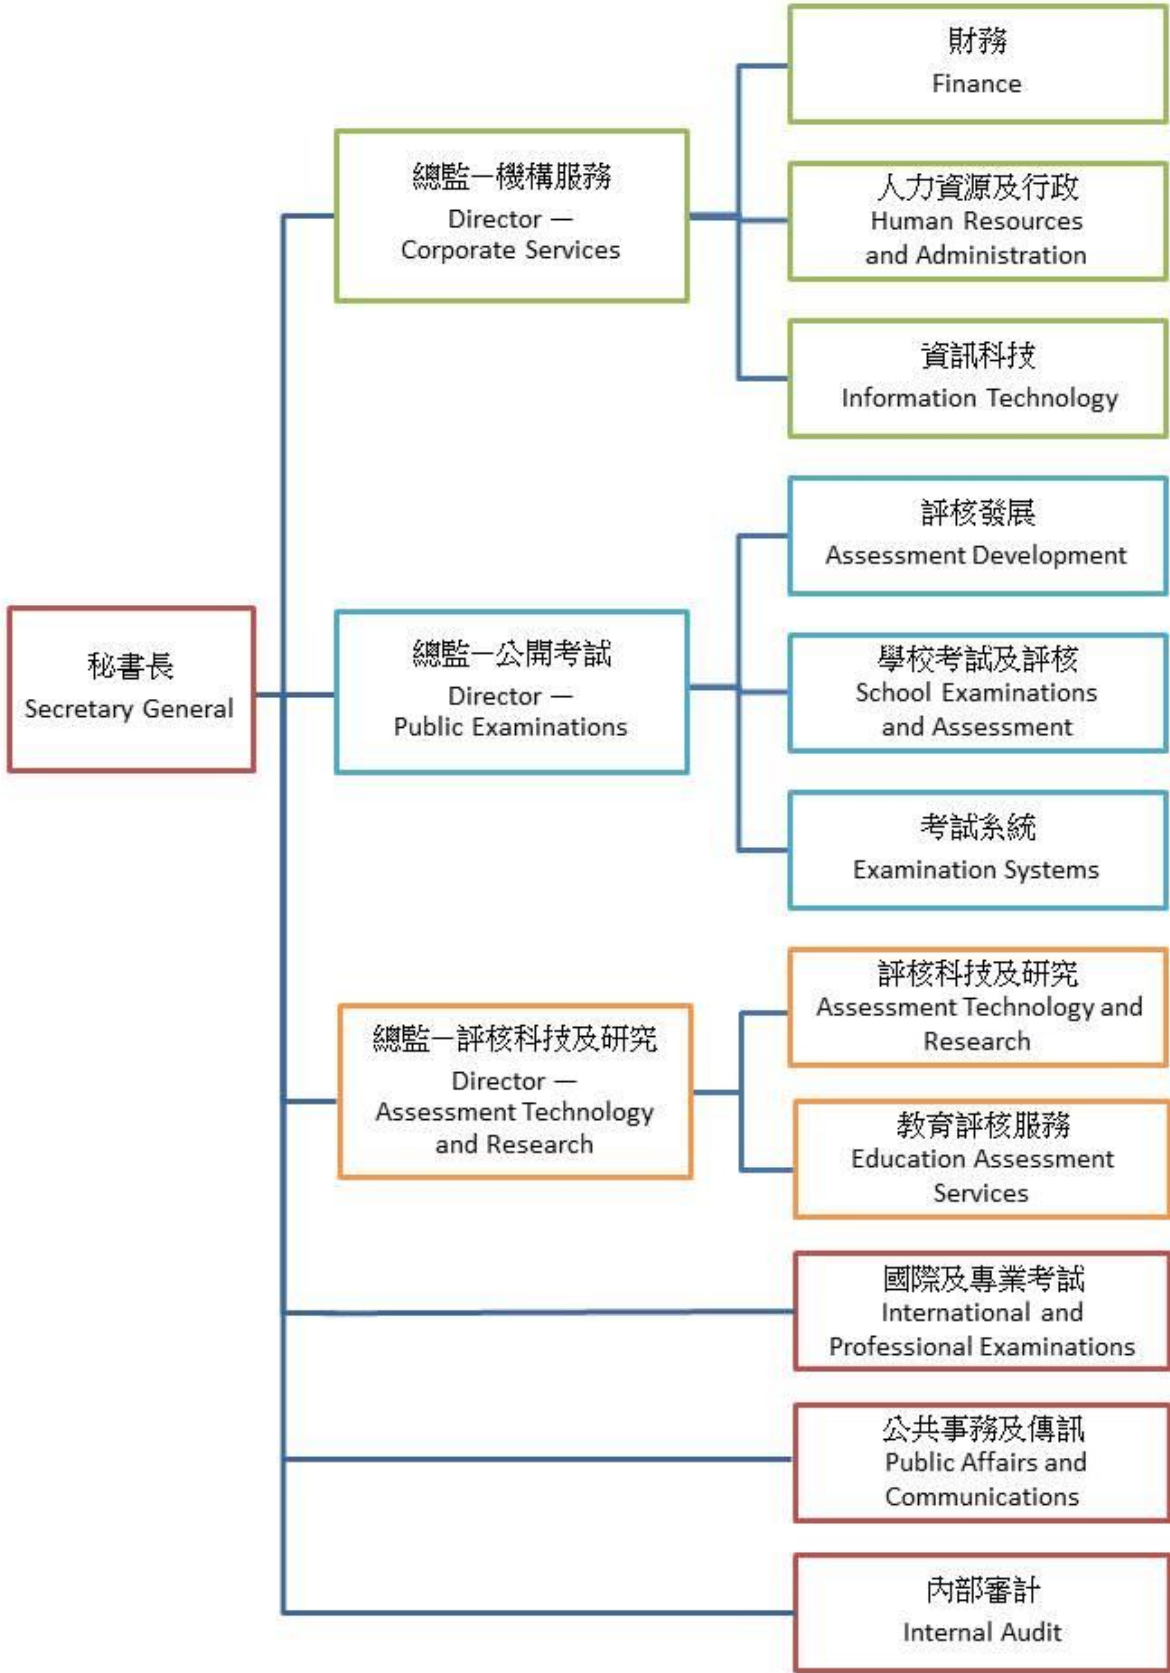 財務
Finance
總監—機構服務
Director —
Corporate Services
人力資源及行政
Human Resources
and Administration
資訊科技
Information Technology
秘書長
Secretary General
總監—公開考試
Director —
Public Examinations
評核發展
Assessment Development
學校考試及評核
School Examinations
and Assessment
考試系統
Examination Systems
總監—評核科技及研究
Director —
Assessment Technology
and Research
評核科技及研究
Assessment Technology and
Research
教育評核服務
Education Assessment
Services
國際及專業考試
International and
Professional Examinations
公共事務及傳訊
Public Affairs and
Communications
內部審計
Internal Audit